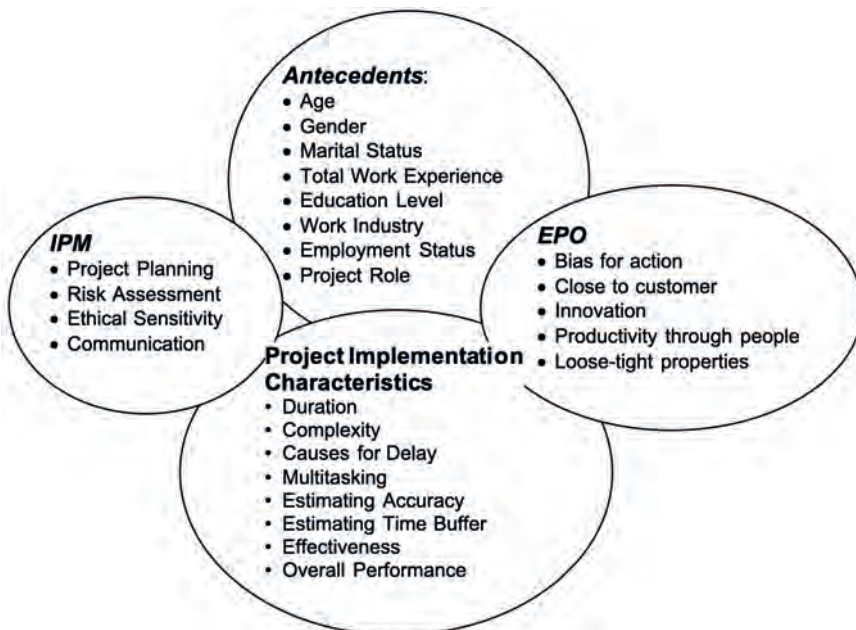 Antecedents:
• Age
• Gender
• Marital Status
• Total Work Experience
• Education Level
• Work Industry
• Employment Status
• Project Role
IPM
• Project Planning
• Risk Assessment
• Ethical Sensitivity
• Communication
EPO
• Bias for action
• Close to customer
• Innovation
• Productivity through people
• Loose-tight properties
Project Implementation
Characteristics
• Duration
• Complexity
• Causes for Delay
• Multitasking
• Estimating Accuracy
• Estimating Time Buffer
• Effectiveness
• Overall Performance